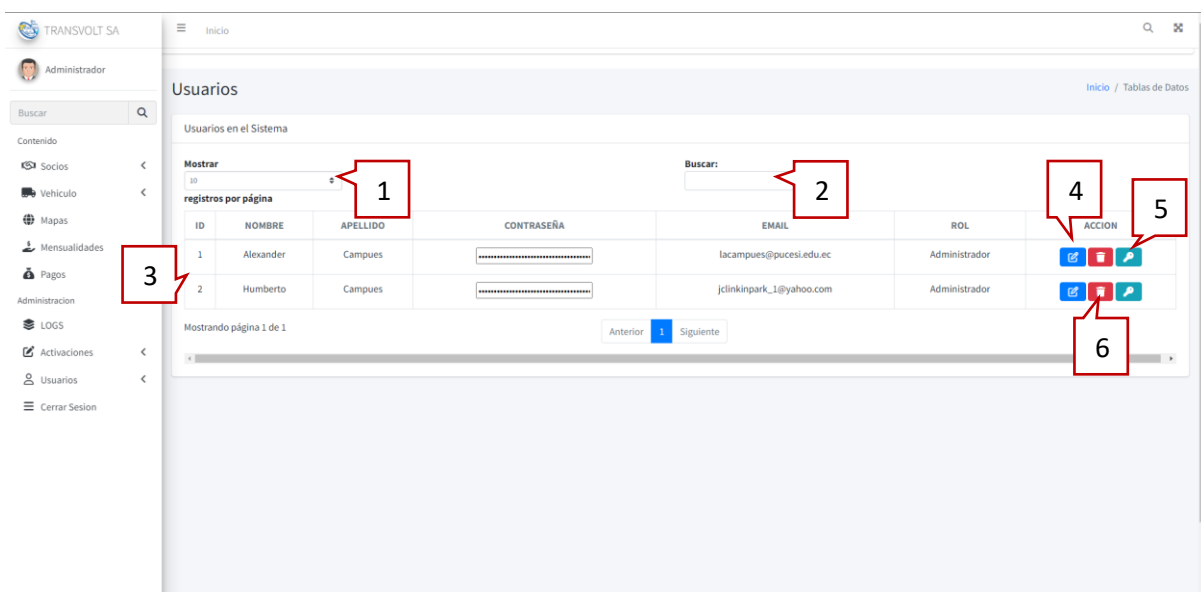 TRANSVOLT SA
Inicio
Administrador
Usuarios
Inicio / Tablas de Datos
Buscar
Contenido
Socios
Vehiculo
Mapas
Mensualidades
Pagos
Administracion
LOGS
Activaciones
Usuarios
Cerrar Sesion
Usuarios en el Sistema
Mostrar
10
registros por página
Buscar:
1
2
4
5
ID NOMBRE APELLIDO CONTRASEÑA EMAIL ROL ACCION
1 Alexander Campues lacampues@pucesi.edu.ec Administrador
3
2 Humberto Campues jclinkinpark_1@yahoo.com Administrador
Mostrando página 1 de 1
Anterior 1 Siguiente
6